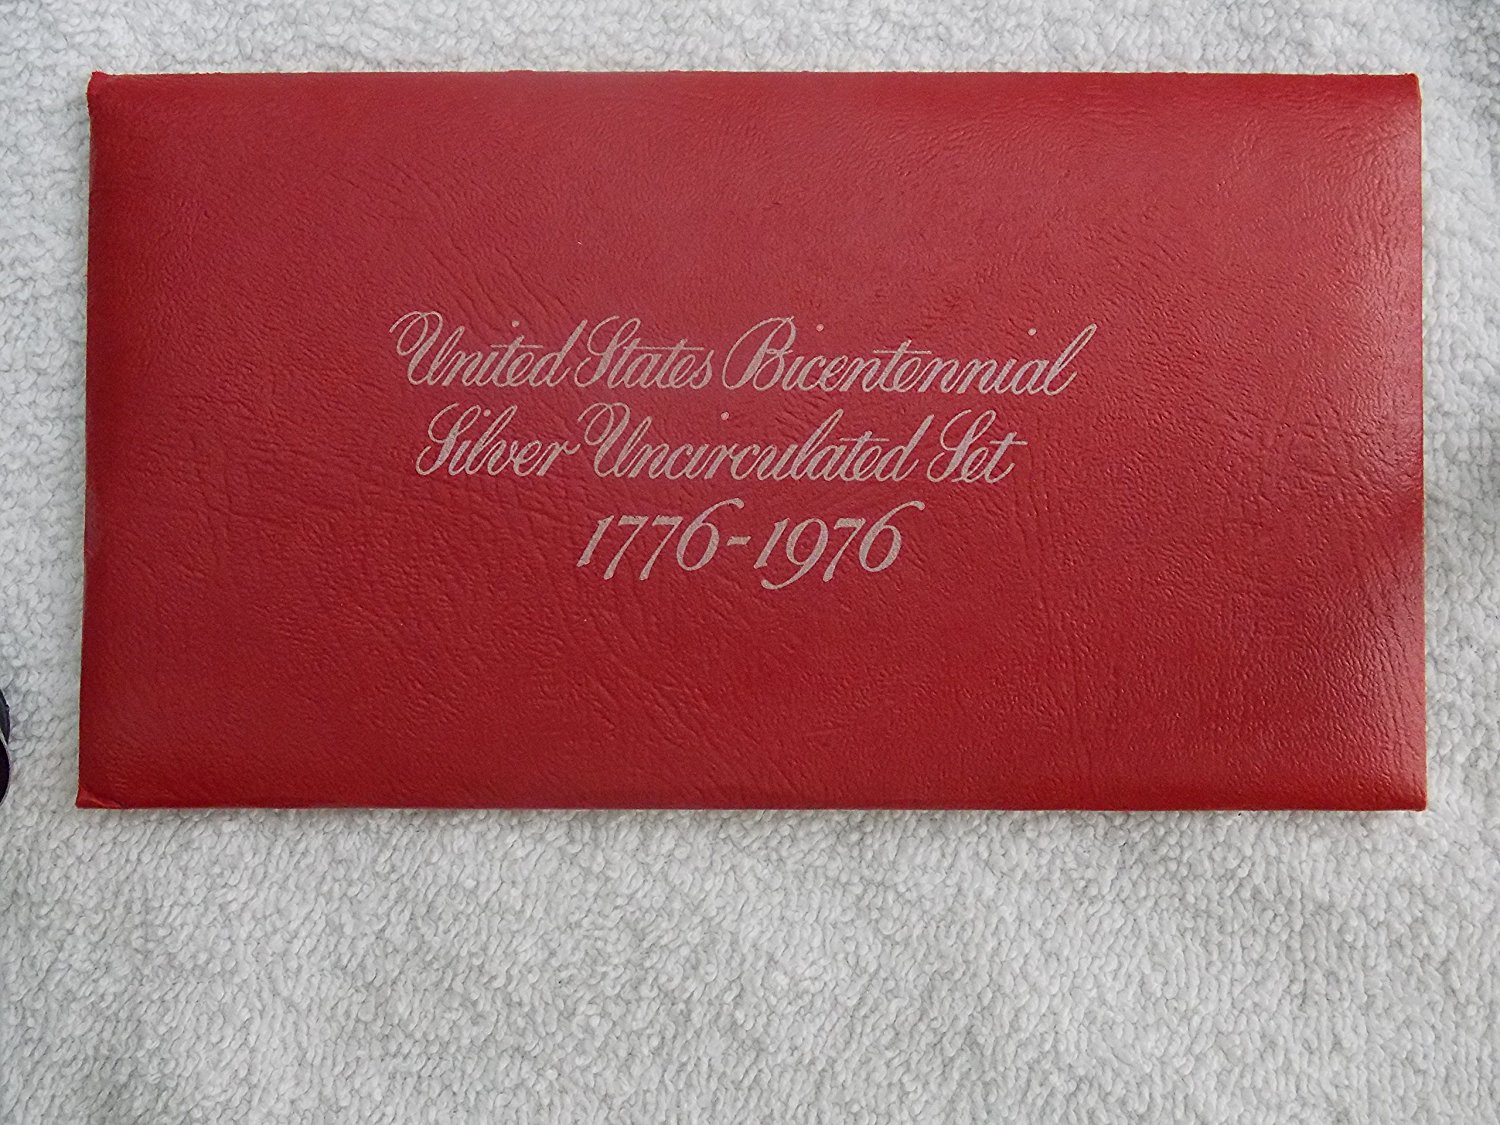 United States Bicentennial
Silver Uncirculated Set
1776-1976